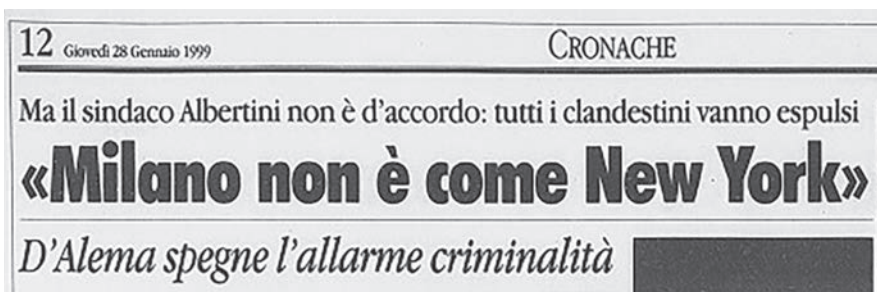 12 Giovedì 28 Gennaio 1999 CRONACHE
Ma il sindaco Albertini non è d'accordo: tutti i clandestini vanno espulsi
«Milano non è come New York»
D'Alema spegne l'allarme criminalità